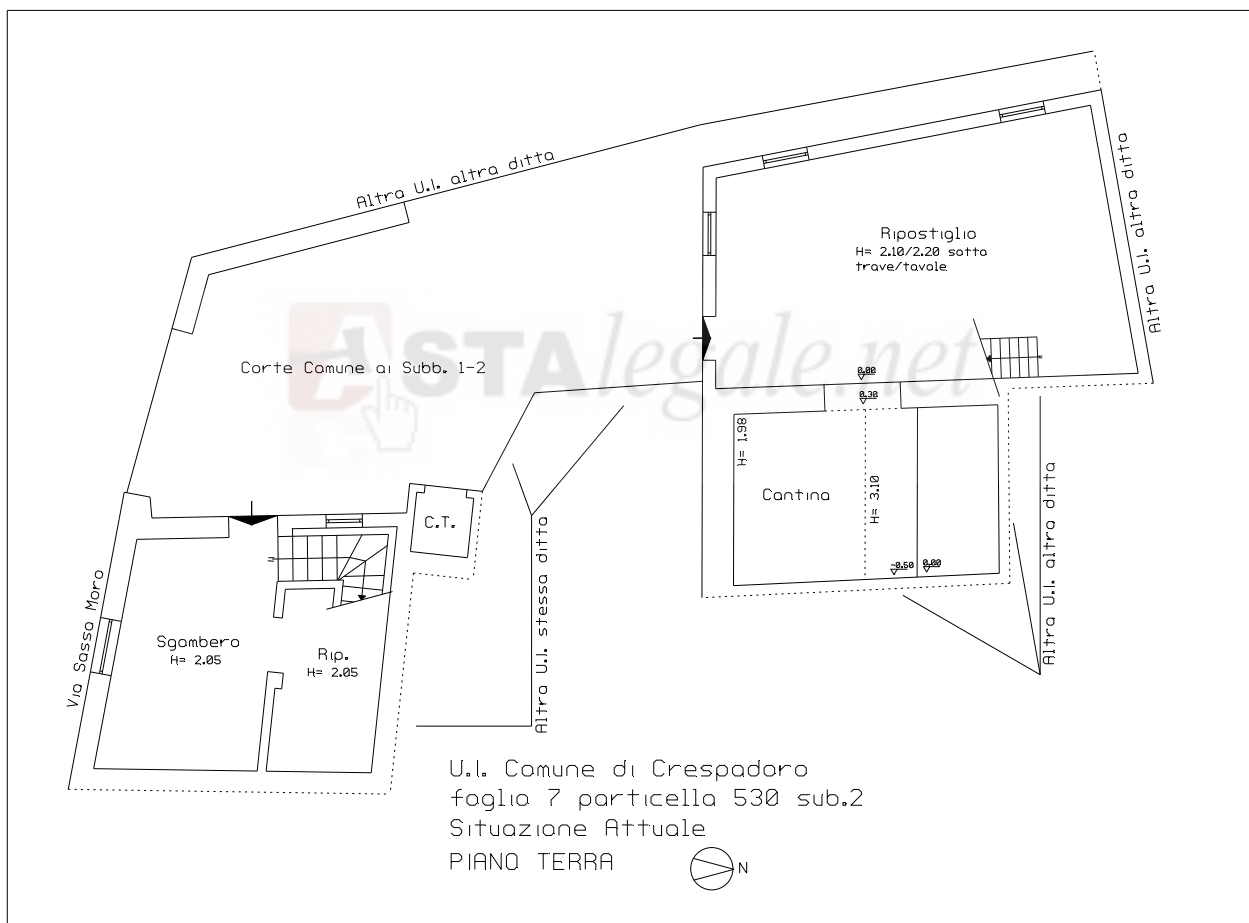 Altra U.I. altra ditta
Altra U.I. altra ditta
Ripostiglio
H= 2.10/2.20 sotto
trave/tavole
ASTAlegale.net
Corte Comune ai Subb. 1-2
0.00
0.30
H= 1.98
Cantina
H= 3.10
-0.50
0.00
C.T.
Via Sasso Moro
Sgombero
H= 2.05
Rip.
H= 2.05
Altra U.I. stessa ditta
Altra U.I. altra ditta
U.I. Comune di Crespadoro
foglio 7 particella 530 sub.2
Situazione Attuale
PIANO TERRA
N